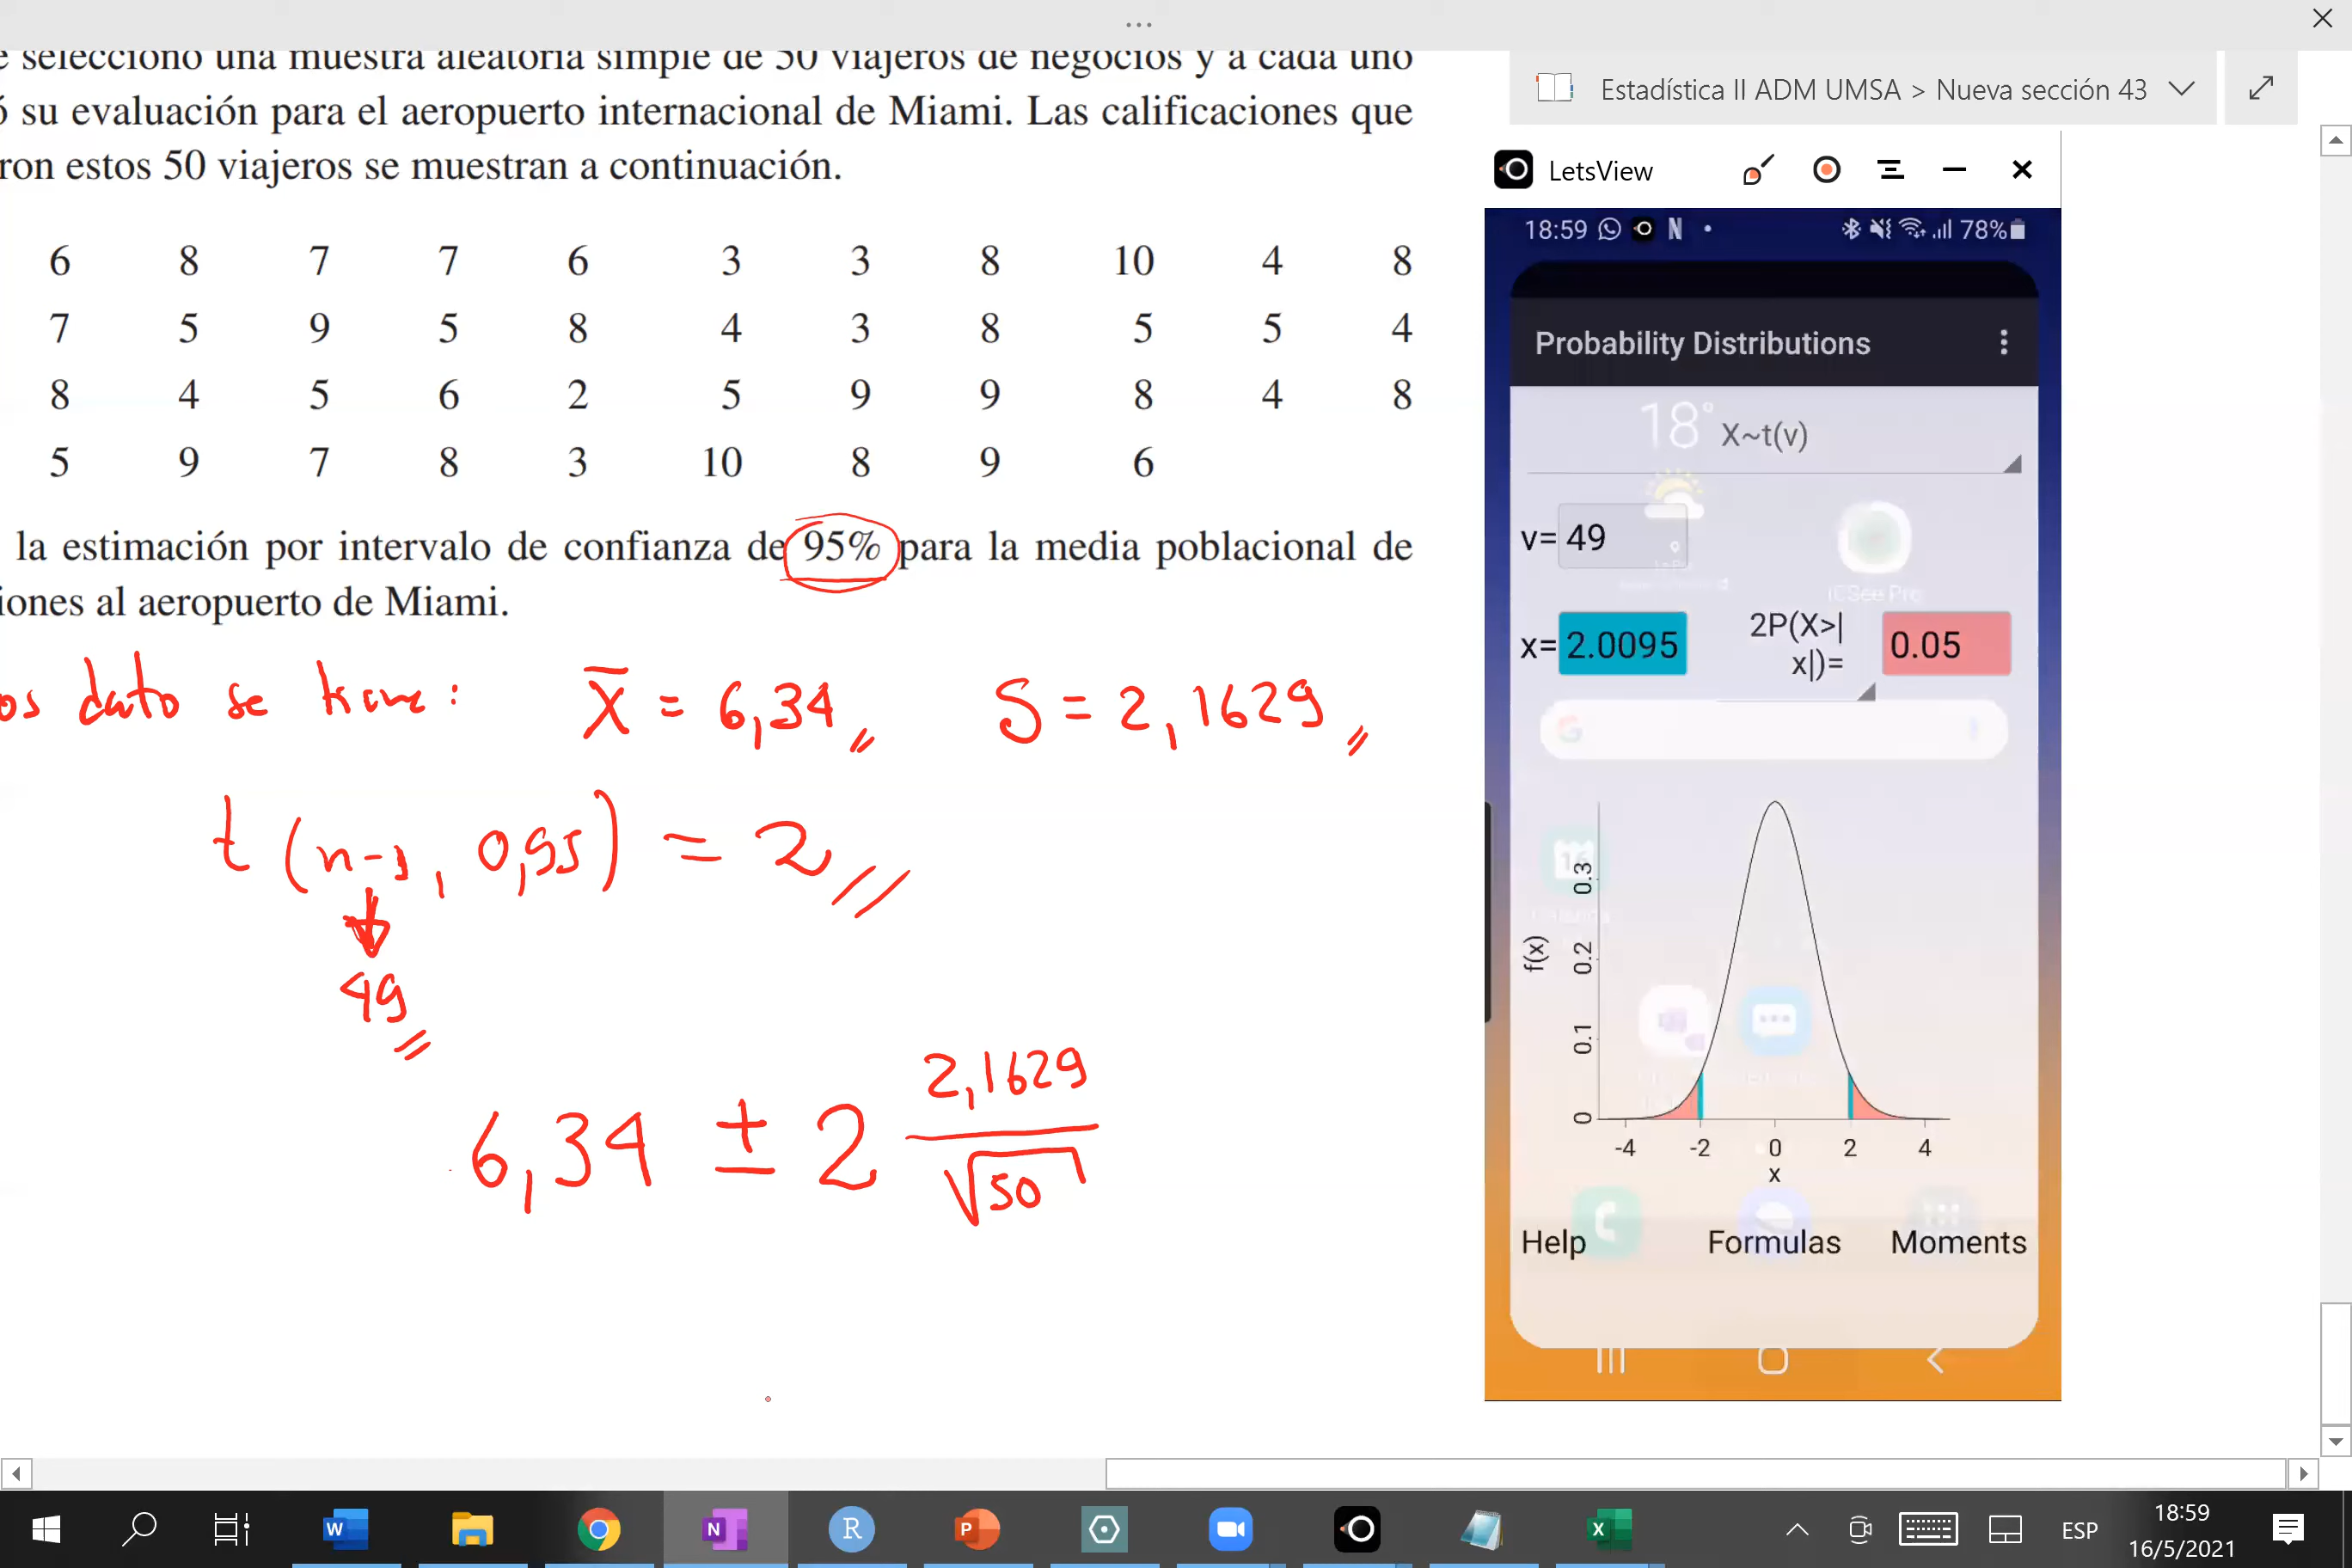 e seleccionó una muestra aleatoria simple de 50 viajeros de negocios y a cada uno
ó su evaluación para el aeropuerto internacional de Miami. Las calificaciones que
ron estos 50 viajeros se muestran a continuación.
6 8 7 7 6 3 3 8 10 4 8
7 5 9 5 8 4 3 8 5 5 4
8 4 5 6 2 5 9 9 8 4 8
5 9 7 8 3 10 8 9 6
la estimación por intervalo de confianza de 95% para la media poblacional de
iones al aeropuerto de Miami.
os dato se tiene: X̄ = 6,34 S = 2,1629
t (n-1, 0,95) = 2
49
6,34 ± 2 2,1629
√50
Estadística II ADM UMSA > Nueva sección 43
LetsView
18:59 N 78%
Probability Distributions
18° X~t(v)
v= 49
iCSee Pro
x= 2.0095 2P(X>|x|)= 0.05
f(x)
0 0.1 0.2 0.3
-4 -2 0 2 4
x
Help Formulas Moments
W N R P X
ESP
18:59
16/5/2021